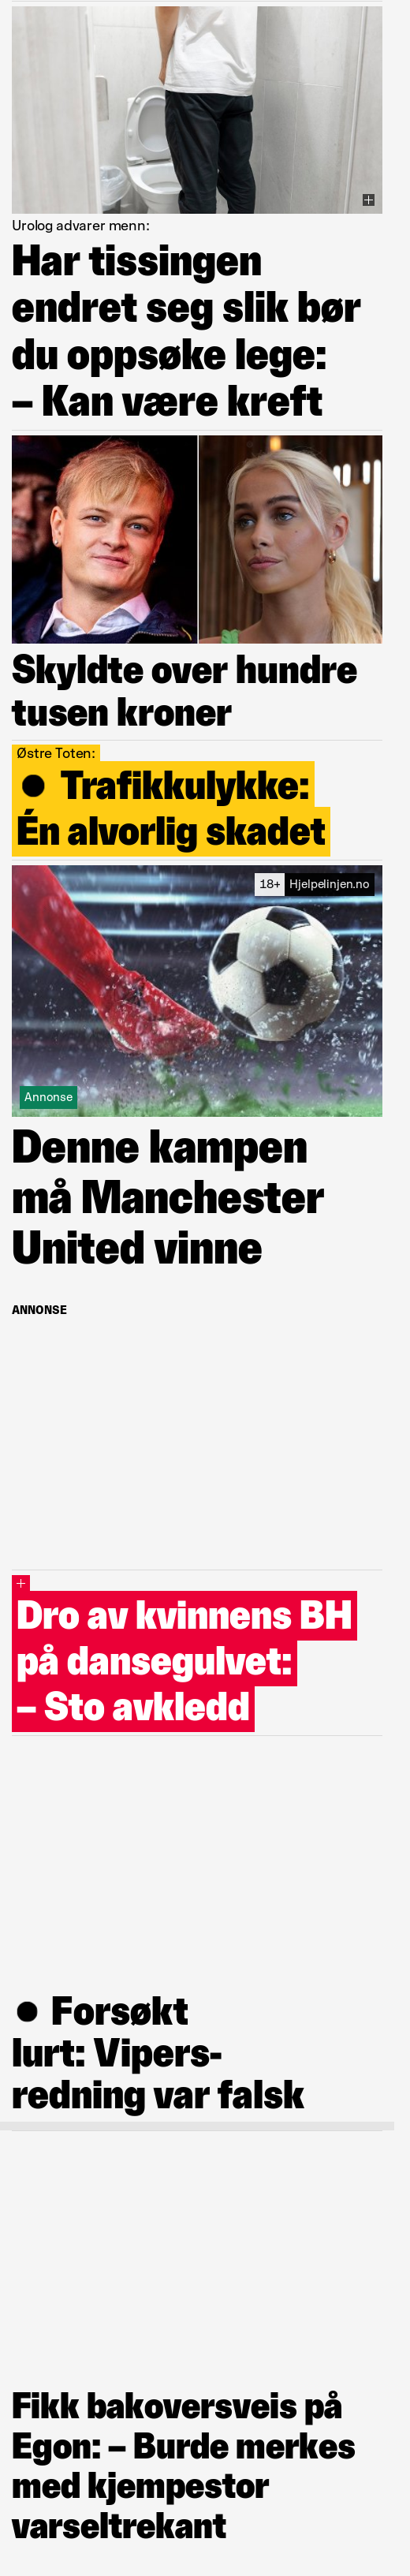 Urolog advarer menn:
Har tissingen
endret seg slik bør
du oppsøke lege:
– Kan være kreft
Skyldte over hundre
tusen kroner
Østre Toten:
● Trafikkulykke:
Én alvorlig skadet
18+ Hjelpelinjen.no
Annonse
Denne kampen
må Manchester
United vinne
ANNONSE
+
Dro av kvinnens BH
på dansegulvet:
– Sto avkledd
● Forsøkt
lurt: Vipers-
redning var falsk
Fikk bakoversveis på
Egon: – Burde merkes
med kjempestor
varseltrekant